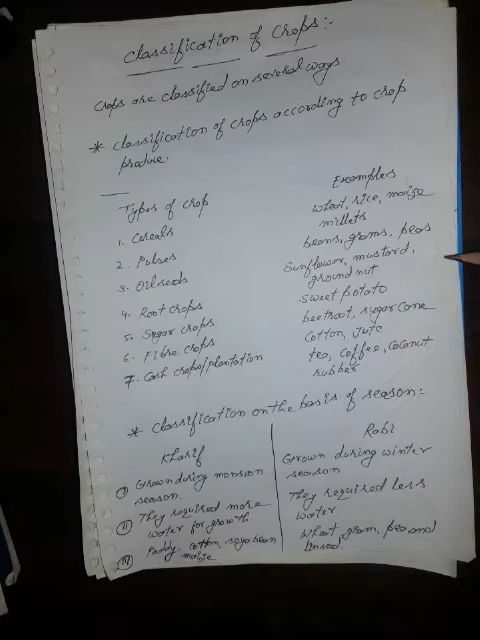 Classification of Crops:-
Crops are classified on several ways.
* Classification of crops according to crop
produce.
Types of crop
Examples
1. Cereals
wheat, rice, maize
millets
2. Pulses
beans, grams, peas
3. Oilseeds
Sunflower, mustard,
groundnut
4. Root crops
Sweet potato
5. Sugar crops
beetroot, sugarcane
6. Fibre crops
Cotton, Jute
7. Cash crops/plantation
tea, coffee, coconut
rubber
* Classification on the basis of season:-
Kharif
Rabi
(i) Grown during monsoon
season.
Grown during winter
season
(ii) They required more
water for growth
They required less
water.
(iii) Paddy, cotton, soyabean
maize
Wheat, gram, pea and
linseed.